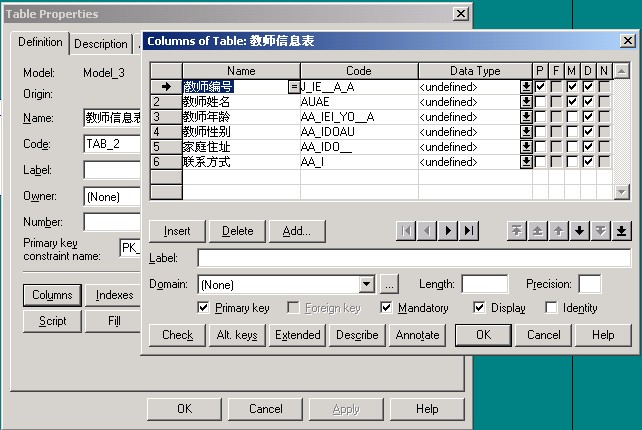 Table Properties
Definition
Description
Model: Model_3
Origin:
Name: 教师信息表
Code: TAB_2
Label:
Owner: (None)
Number:
Primary key
constraint name: PK_
Columns
Indexes
Script
Fill
OK
Cancel
Apply
Help
Columns of Table: 教师信息表
Name Code Data Type P F M D N
教师编号 = J_IE__A_A <undefined>
2 教师姓名 AUAE <undefined>
3 教师年龄 AA_IEI_YO__A <undefined>
4 教师性别 AA_IDOAU <undefined>
5 家庭住址 AA_IDO__ <undefined>
6 联系方式 AA_I <undefined>
Insert Delete Add...
Label:
Domain: (None) ... Length: Precision:
Primary key Foreign key Mandatory Display Identity
Check Alt. keys Extended Describe Annotate OK Cancel Help